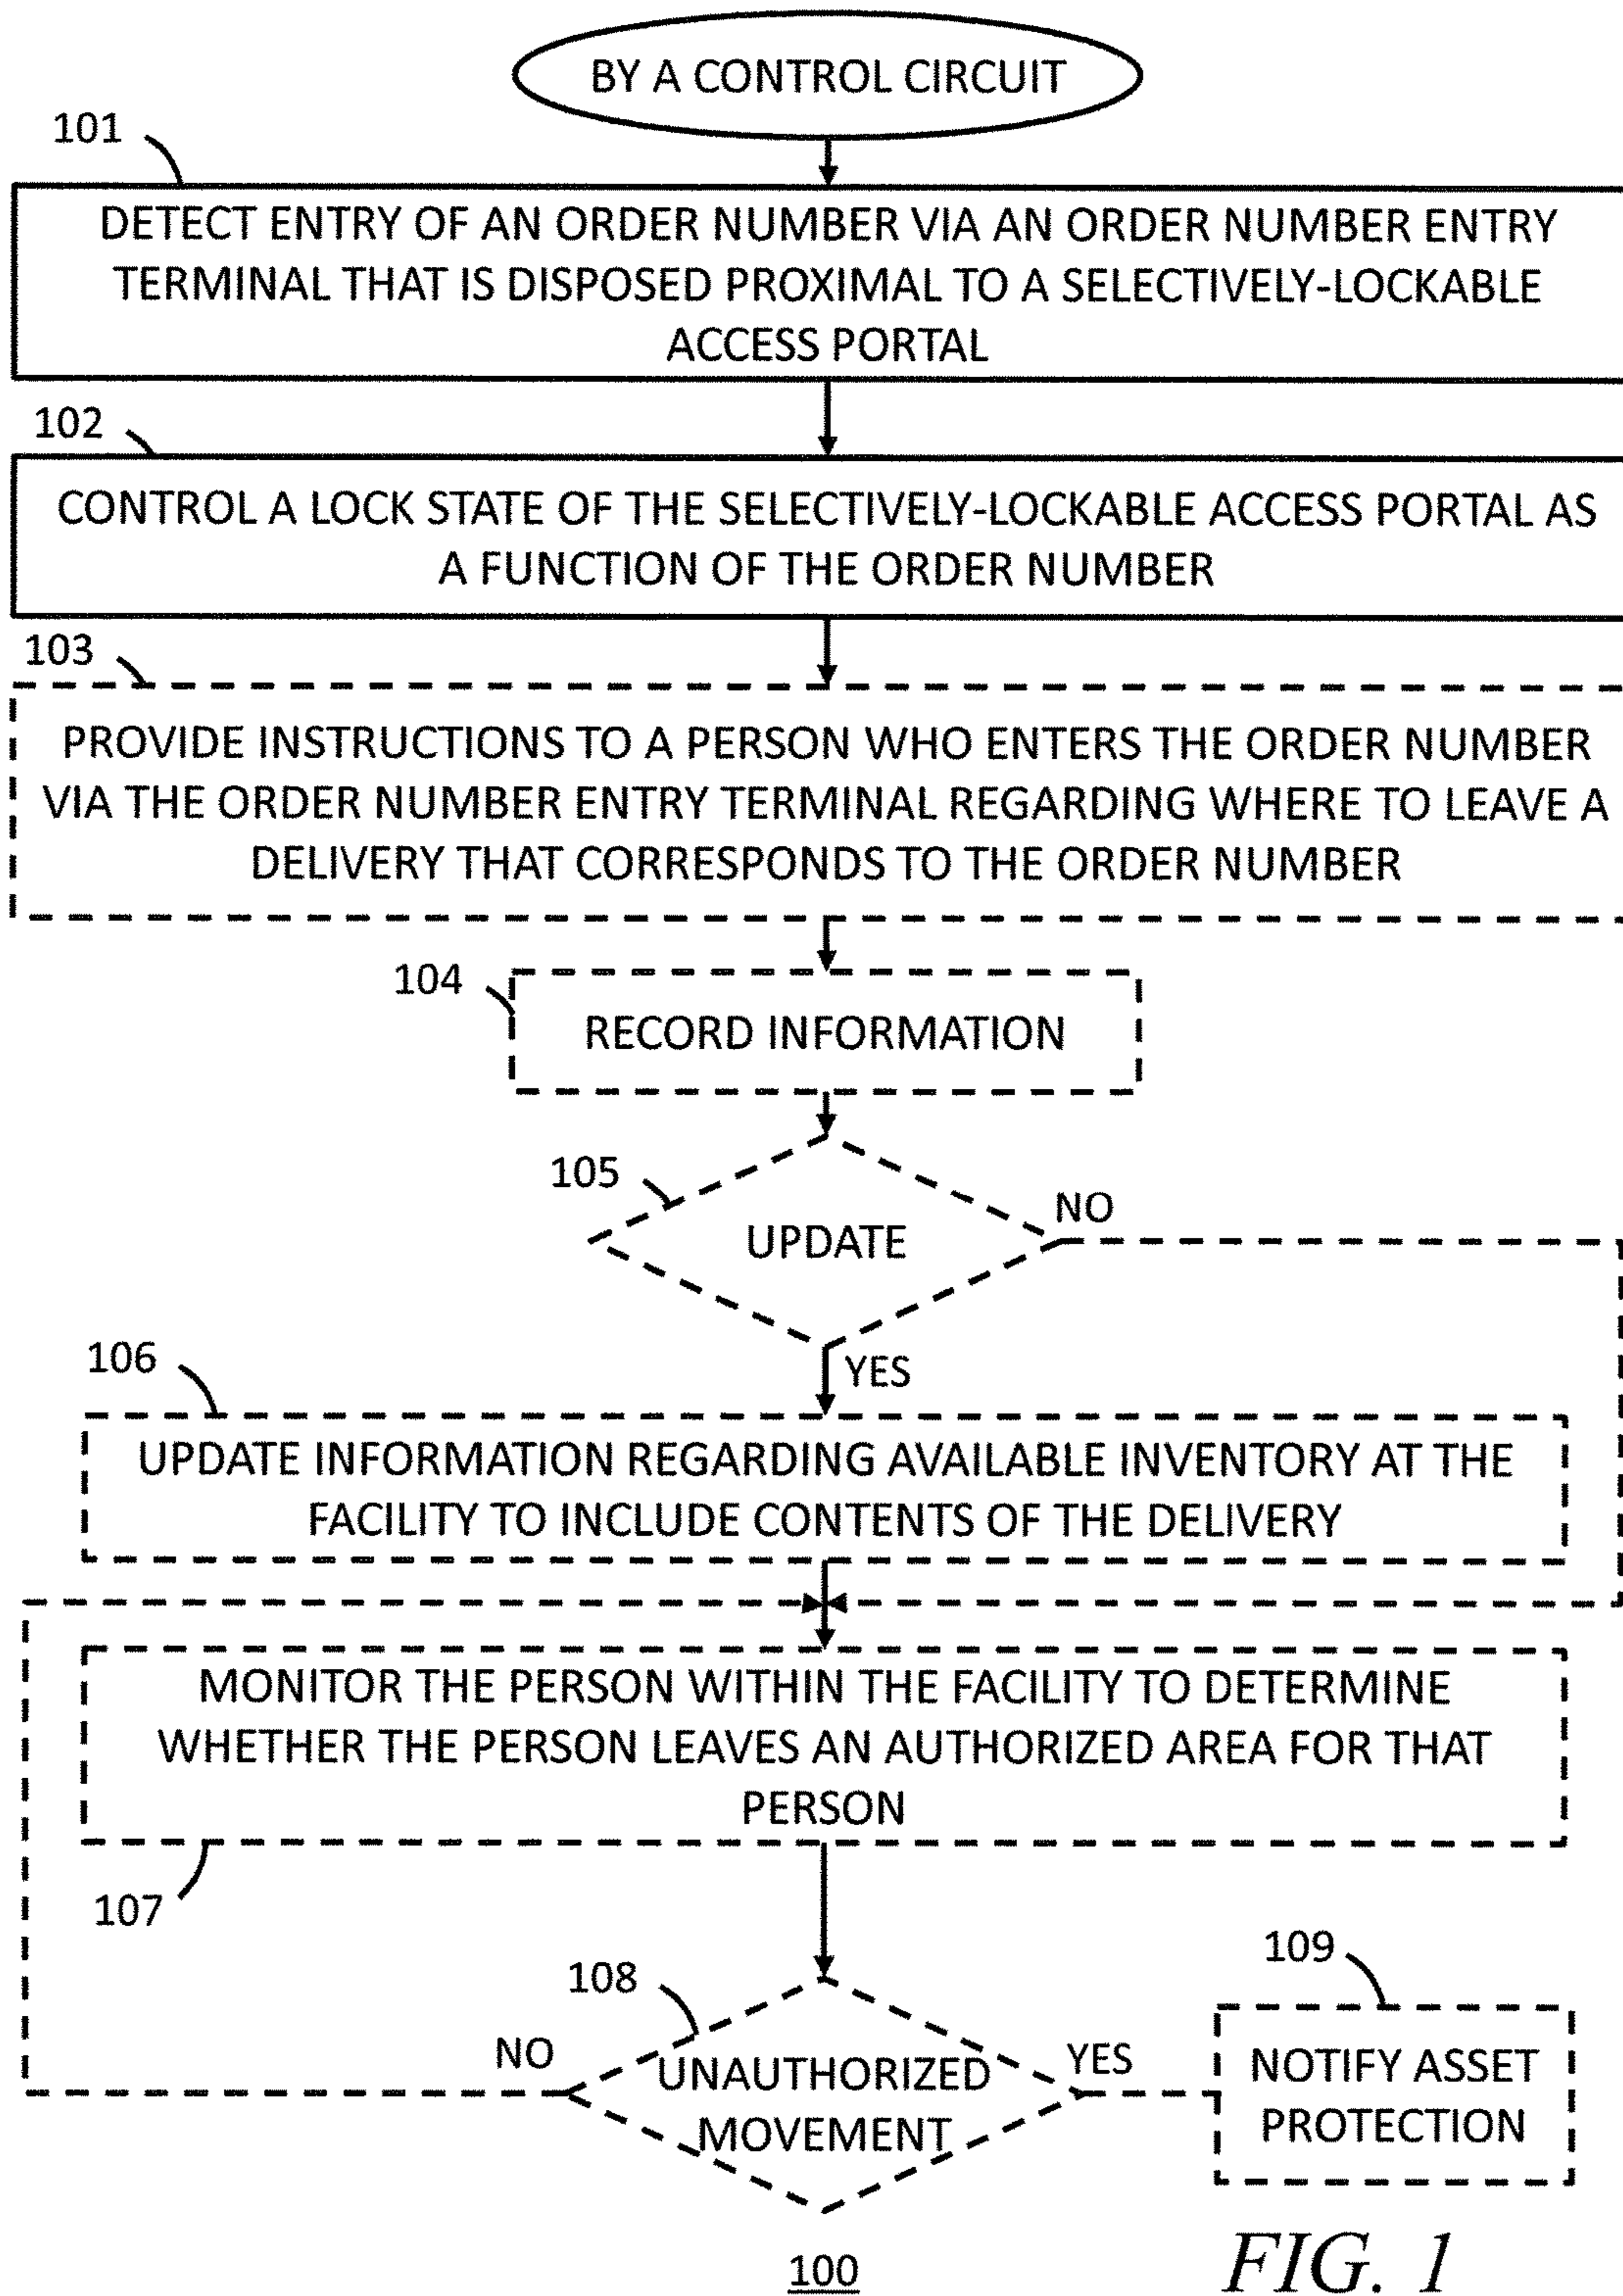 BY A CONTROL CIRCUIT
101
DETECT ENTRY OF AN ORDER NUMBER VIA AN ORDER NUMBER ENTRY
TERMINAL THAT IS DISPOSED PROXIMAL TO A SELECTIVELY-LOCKABLE
ACCESS PORTAL
102
CONTROL A LOCK STATE OF THE SELECTIVELY-LOCKABLE ACCESS PORTAL AS
A FUNCTION OF THE ORDER NUMBER
103
PROVIDE INSTRUCTIONS TO A PERSON WHO ENTERS THE ORDER NUMBER
VIA THE ORDER NUMBER ENTRY TERMINAL REGARDING WHERE TO LEAVE A
DELIVERY THAT CORRESPONDS TO THE ORDER NUMBER
104
RECORD INFORMATION
105
UPDATE
NO
YES
106
UPDATE INFORMATION REGARDING AVAILABLE INVENTORY AT THE
FACILITY TO INCLUDE CONTENTS OF THE DELIVERY
MONITOR THE PERSON WITHIN THE FACILITY TO DETERMINE
WHETHER THE PERSON LEAVES AN AUTHORIZED AREA FOR THAT
PERSON
107
108
NO
UNAUTHORIZED
MOVEMENT
YES
109
NOTIFY ASSET
PROTECTION
100
FIG. 1